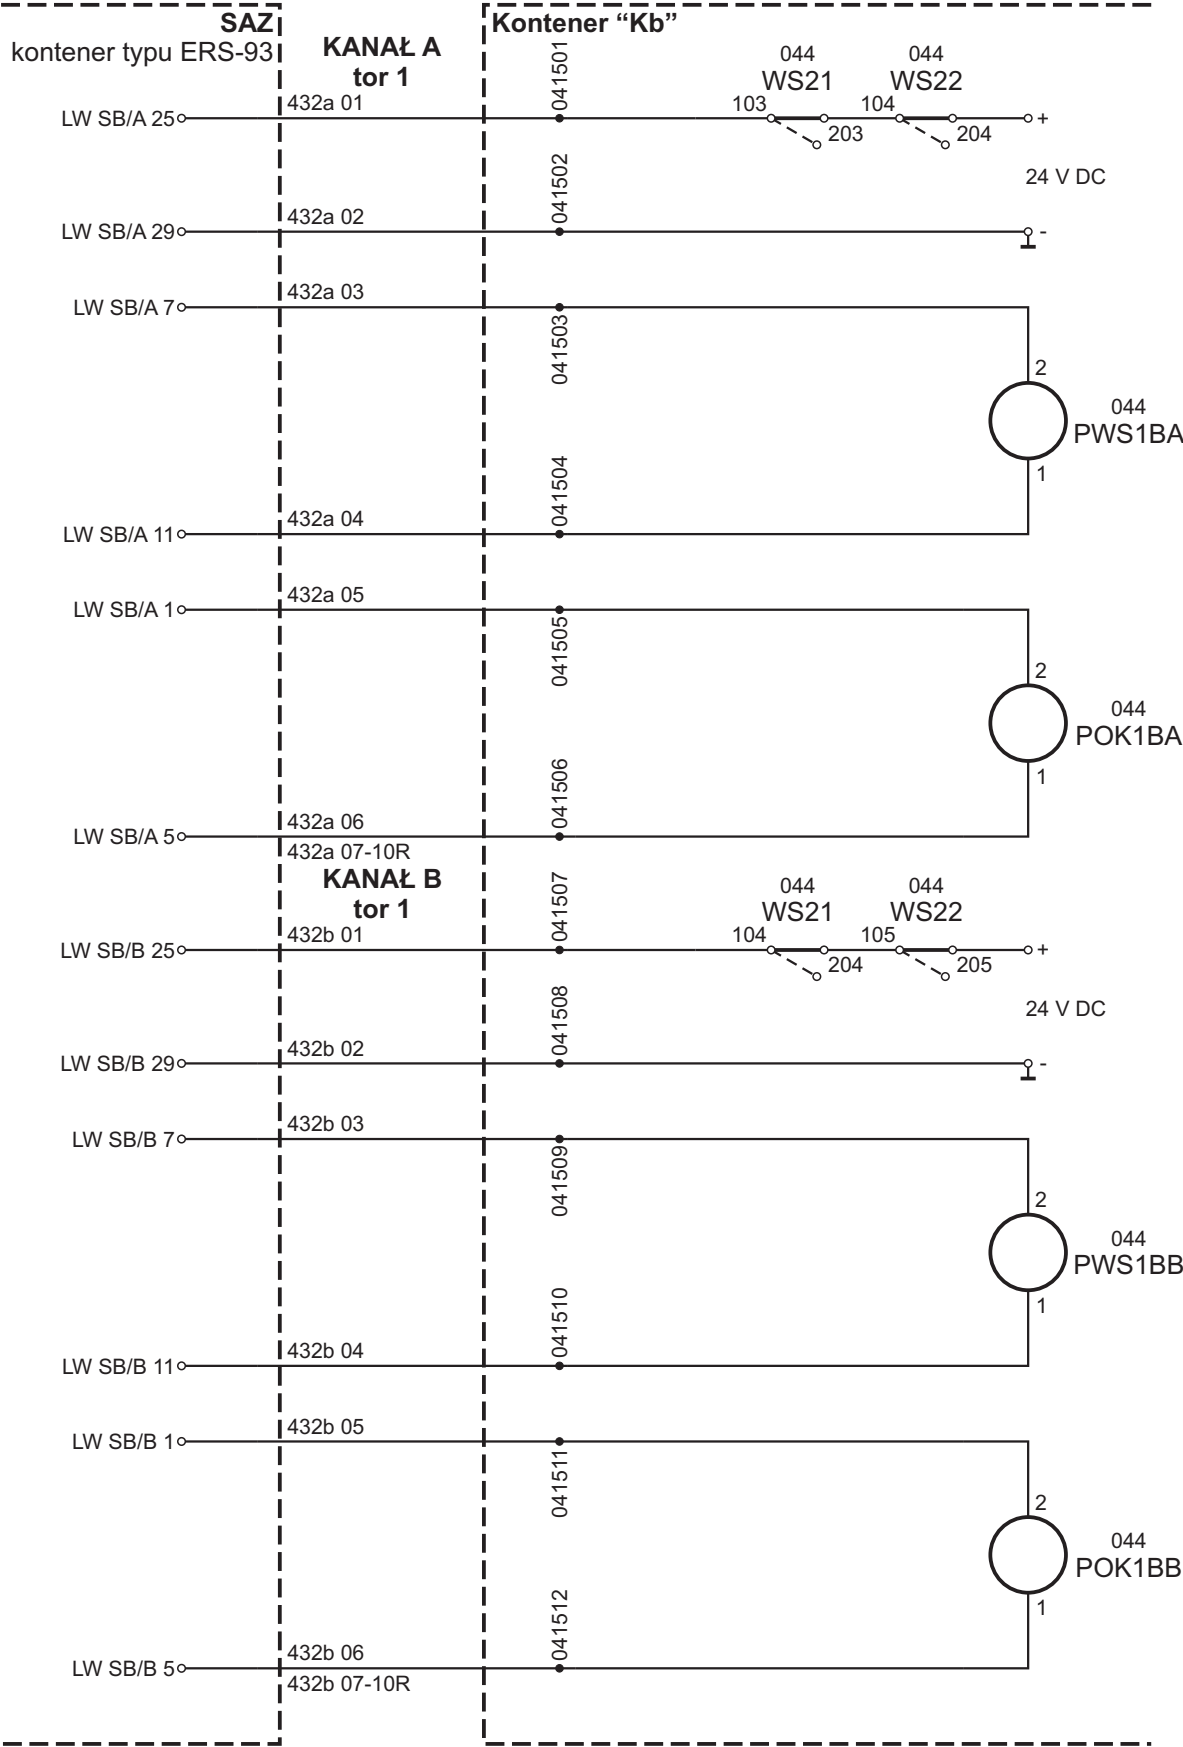 SAZ
kontener typu ERS-93
KANAŁ A
tor 1
Kontener “Kb”
LW SB/A 25
432a 01
041501
044
WS21
103
203
044
WS22
104
204
+
24 V DC
LW SB/A 29
432a 02
041502
-
LW SB/A 7
432a 03
041503
2
044
PWS1BA
1
LW SB/A 11
432a 04
041504
LW SB/A 1
432a 05
041505
2
044
POK1BA
1
LW SB/A 5
432a 06
432a 07-10R
041506
KANAŁ B
tor 1
LW SB/B 25
432b 01
041507
044
WS21
104
204
044
WS22
105
205
+
24 V DC
LW SB/B 29
432b 02
041508
-
LW SB/B 7
432b 03
041509
2
044
PWS1BB
1
LW SB/B 11
432b 04
041510
LW SB/B 1
432b 05
041511
2
044
POK1BB
1
LW SB/B 5
432b 06
432b 07-10R
041512